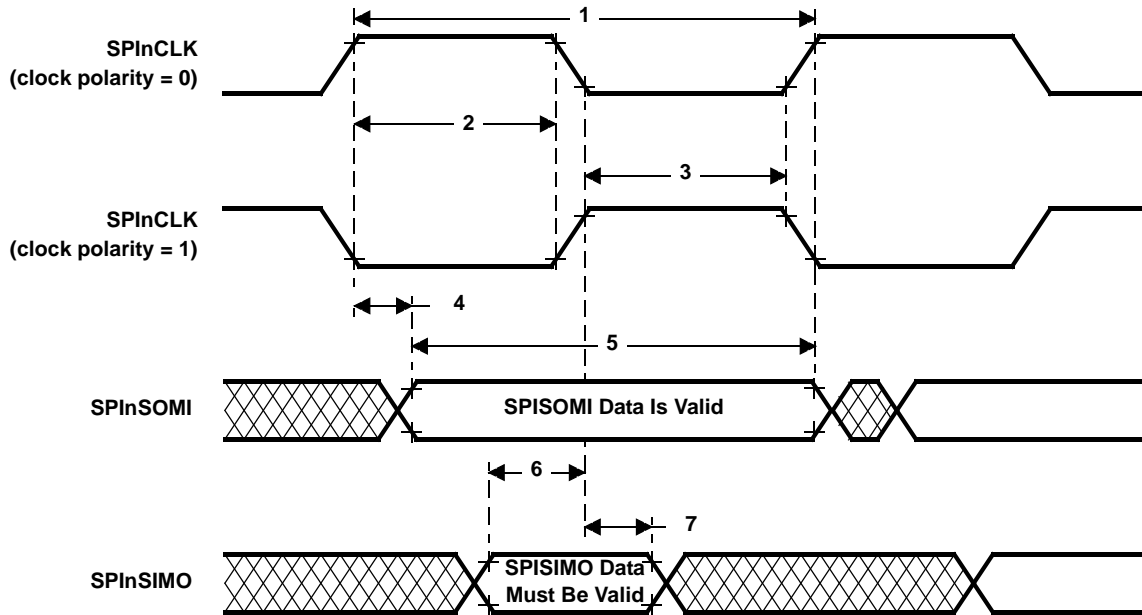 1
SPInCLK
(clock polarity = 0)
2
3
SPInCLK
(clock polarity = 1)
4
5
SPInSOMI
SPISOMI Data Is Valid
6
7
SPInSIMO
SPISIMO Data
Must Be Valid